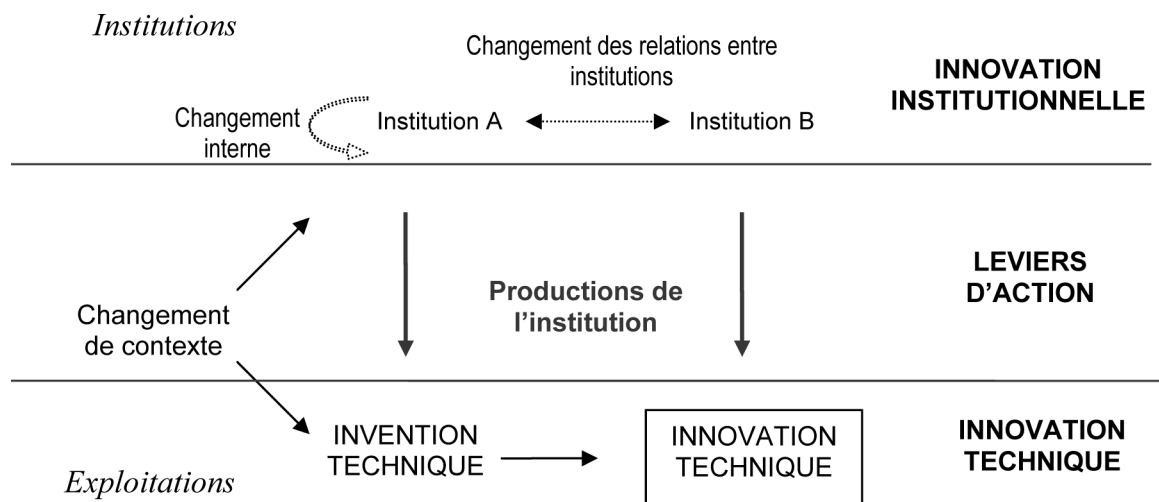 Institutions
Changement des relations entre
institutions
INNOVATION
INSTITUTIONNELLE
Changement
interne
Institution A
Institution B
LEVIERS
D’ACTION
Productions de
l’institution
Changement
de contexte
INVENTION
TECHNIQUE
INNOVATION
TECHNIQUE
INNOVATION
TECHNIQUE
Exploitations